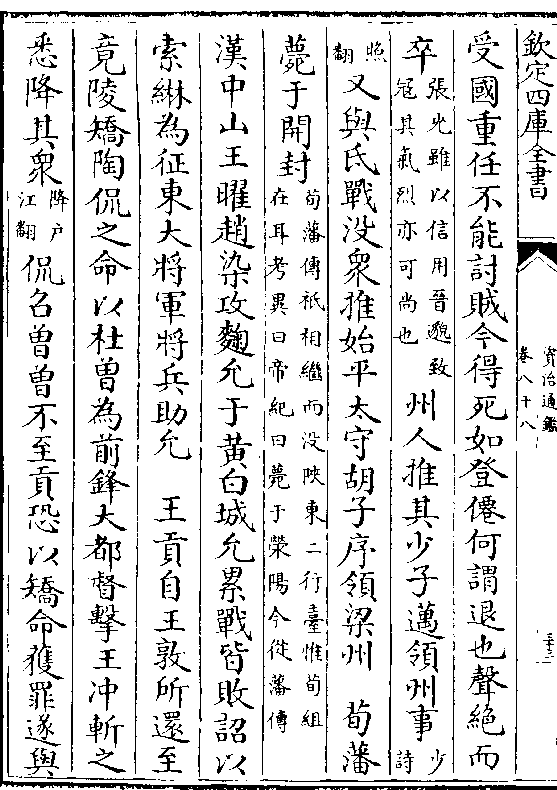 欽定四庫全書
資治通鑑
卷八十八
三十二
受國重任不能討賊今得死如登僊何謂退也聲絶而
卒張光雖以信用晉邈致冦其氣烈亦可尚也州人推其少子邁領州事少詩
照翻又與氐戰沒衆推始平太守胡子序領梁州　荀藩
薨于開封荀藩傳祗相繼而没陜東二行臺惟荀組在耳考異曰帝紀曰薨于滎陽今從藩傳
漢中山王曜趙染攻麴允于黄白城允累戰皆敗詔以
索綝為征東大將軍將兵助允　王貢自王敦所還至
竟陵矯陶侃之命以杜曾為前鋒大都督擊王冲斬之
悉降其衆降户江翻侃召曾曾不至貢恐以矯命獲罪遂與